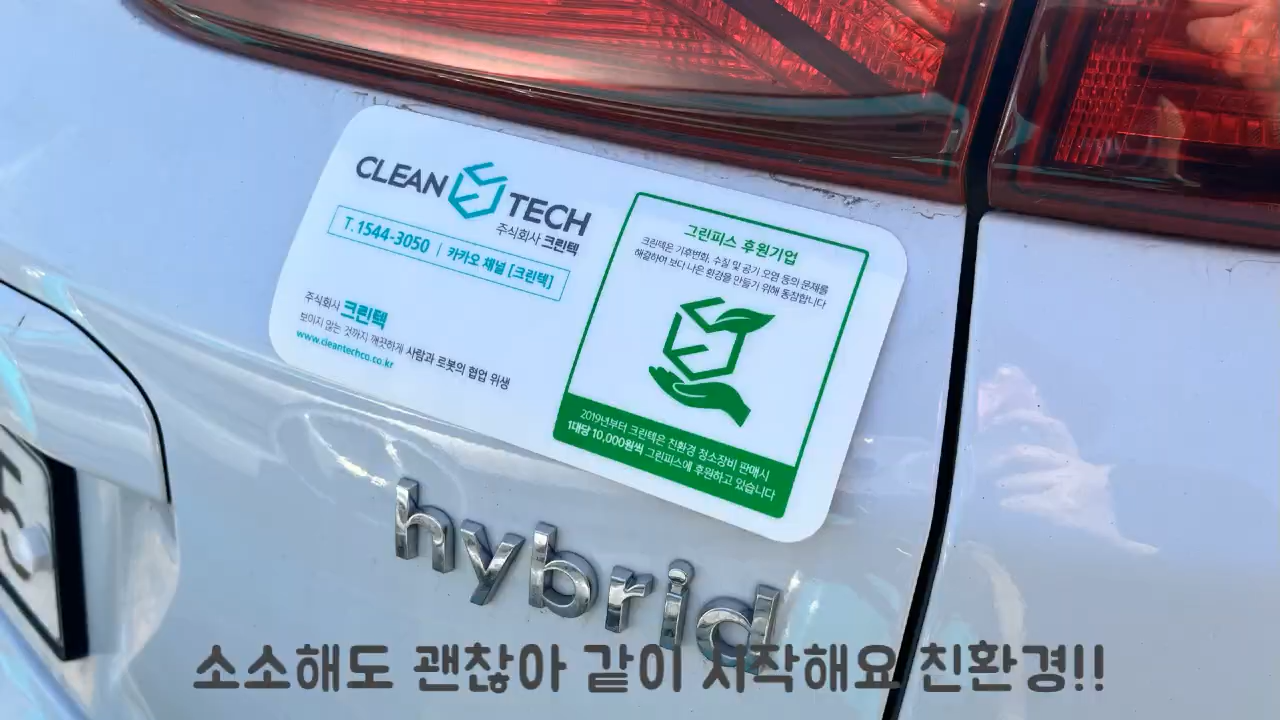 CLEAN TECH
주식회사 크린텍
T. 1544-3050 | 카카오 채널 [크린텍]
주식회사 크린텍
보이지 않는 것까지 깨끗하게 사람과 로봇의 협업 위생
www.cleantechco.co.kr
그린피스 후원기업
크린텍은 기후변화, 수질 및 공기 오염 등의 문제를
해결하여 보다 나은 환경을 만들기 위해 동참합니다
2019년부터 크린텍은 친환경 청소장비 판매시
1대당 10,000원씩 그린피스에 후원하고 있습니다
hybrid
소소해도 괜찮아 같이 시작해요 친환경!!